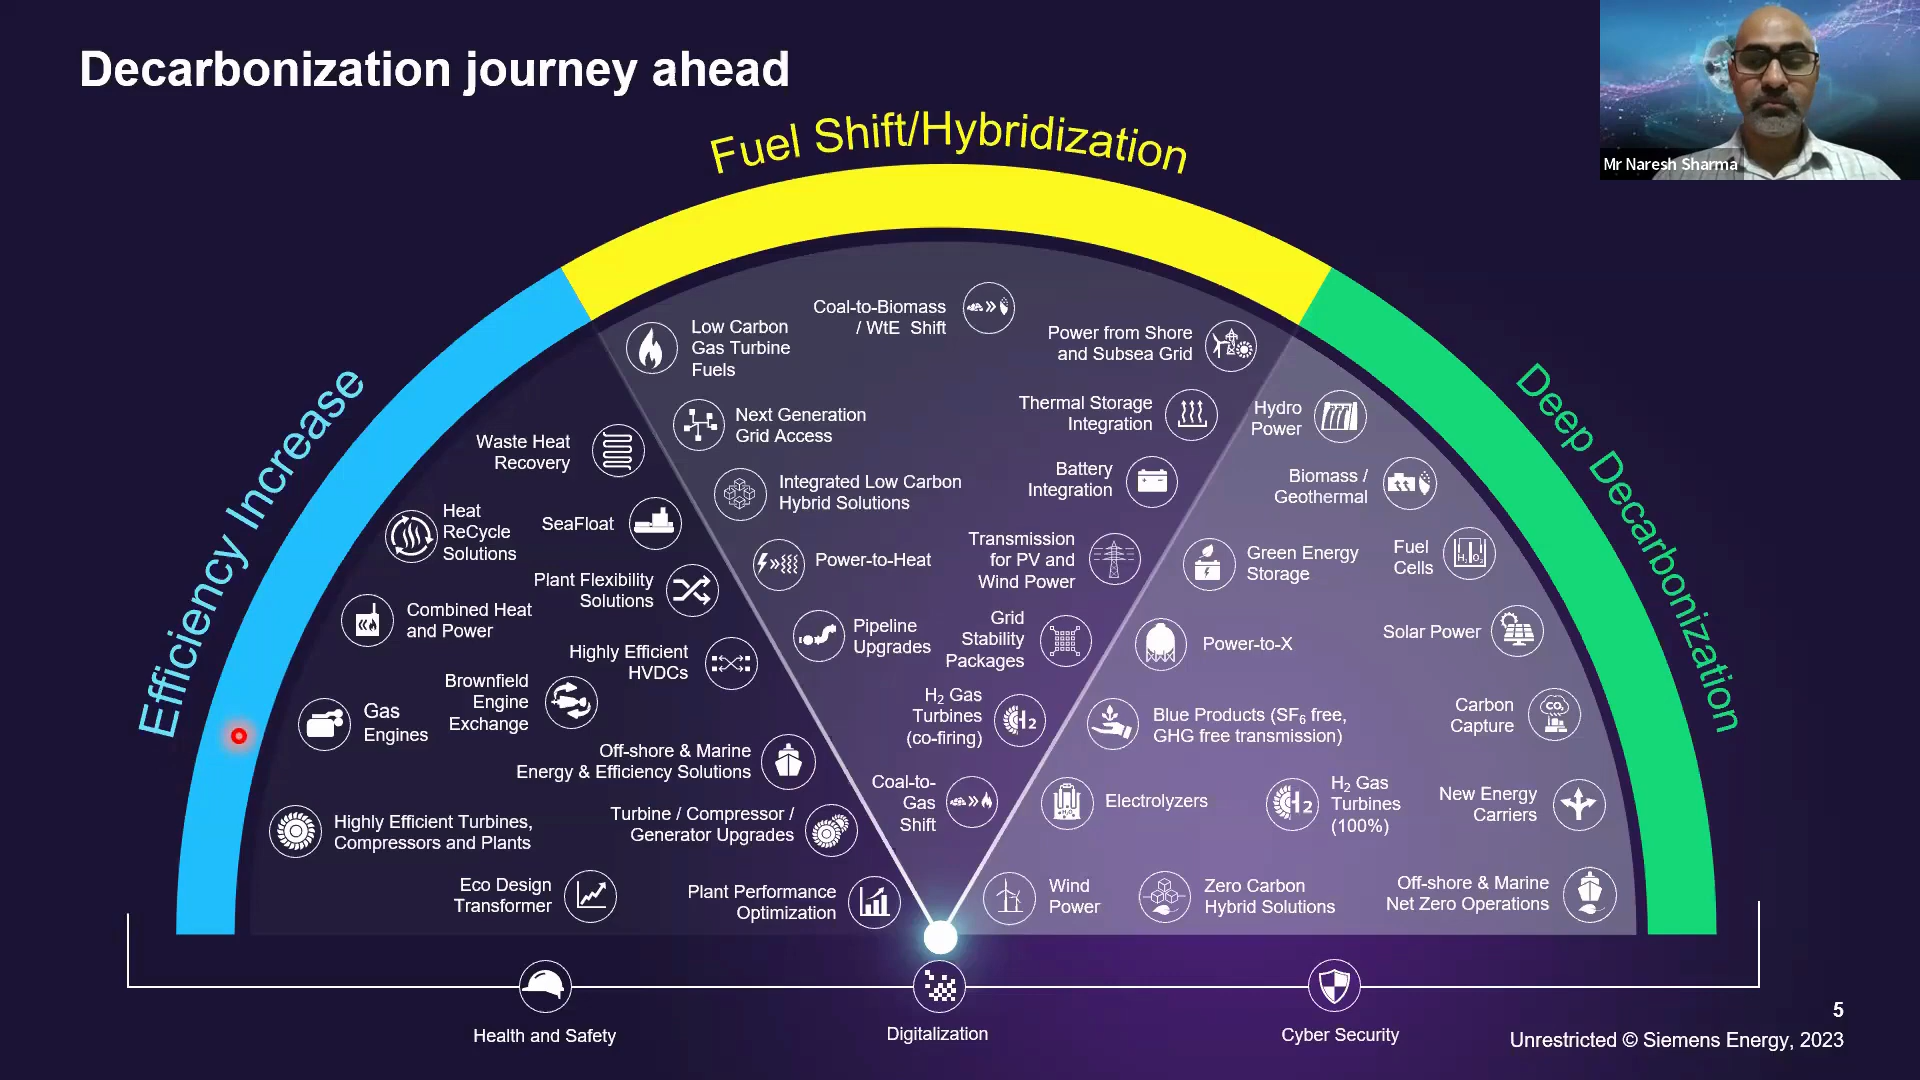 Decarbonization journey ahead
Mr Naresh Sharma
Fuel Shift/Hybridization
Efficiency Increase
Deep Decarbonization
Waste Heat
Recovery
Heat
ReCycle
Solutions
SeaFloat
Plant Flexibility
Solutions
Combined Heat
and Power
Highly Efficient
HVDCs
Brownfield
Engine
Exchange
Gas
Engines
Off-shore & Marine
Energy & Efficiency Solutions
Highly Efficient Turbines,
Compressors and Plants
Turbine / Compressor /
Generator Upgrades
Eco Design
Transformer
Plant Performance
Optimization
Low Carbon
Gas Turbine
Fuels
Coal-to-Biomass
/ WtE Shift
Power from Shore
and Subsea Grid
Next Generation
Grid Access
Thermal Storage
Integration
Integrated Low Carbon
Hybrid Solutions
Battery
Integration
Power-to-Heat
Transmission
for PV and
Wind Power
Pipeline
Upgrades
Grid
Stability
Packages
H₂ Gas
Turbines
(co-firing)
H2
Coal-to-
Gas
Shift
Hydro
Power
Biomass /
Geothermal
Green Energy
Storage
Fuel
Cells
H₂ O₂
Power-to-X
Solar Power
Blue Products (SF₆ free,
GHG free transmission)
Carbon
Capture
CO₂
Electrolyzers
H₂ Gas
Turbines
(100%)
H2
New Energy
Carriers
Wind
Power
Zero Carbon
Hybrid Solutions
Off-shore & Marine
Net Zero Operations
Health and Safety
Digitalization
Cyber Security
5
Unrestricted © Siemens Energy, 2023